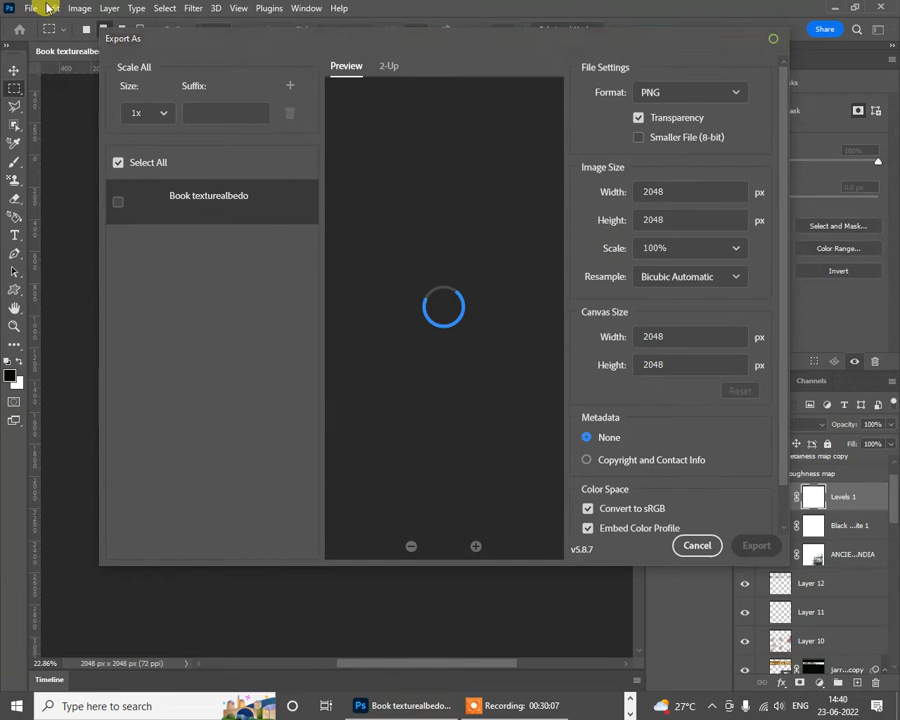 Ps File Edit Image Layer Type Select Filter 3D View Plugins Window Help
Share
Book texturealbe
Export As
Scale All
Size: Suffix:
1x
Select All
Book texturealbedo
Preview 2-Up
File Settings
Format: PNG
Transparency
Smaller File (8-bit)
Image Size
Width: 2048 px
Height: 2048 px
Scale: 100%
Resample: Bicubic Automatic
Canvas Size
Width: 2048 px
Height: 2048 px
Reset
Metadata
None
Copyright and Contact Info
Color Space
Convert to sRGB
Embed Color Profile
v5.8.7 Cancel Export
400
100%
0.0 px
Select and Mask...
Color Range...
Invert
Channels
Opacity: 100%
Fill: 100%
etainess map copy
oughness map
Levels 1
Black ...ite 1
ANCIE...NDIA
Layer 12
Layer 11
Layer 10
jarr...copy
22.86% 2048 px x 2048 px (72 ppi)
Timeline
Type here to search
Book texturealbedo...
Recording: 00:30:07
27°C
ENG
14:40
23-06-2022